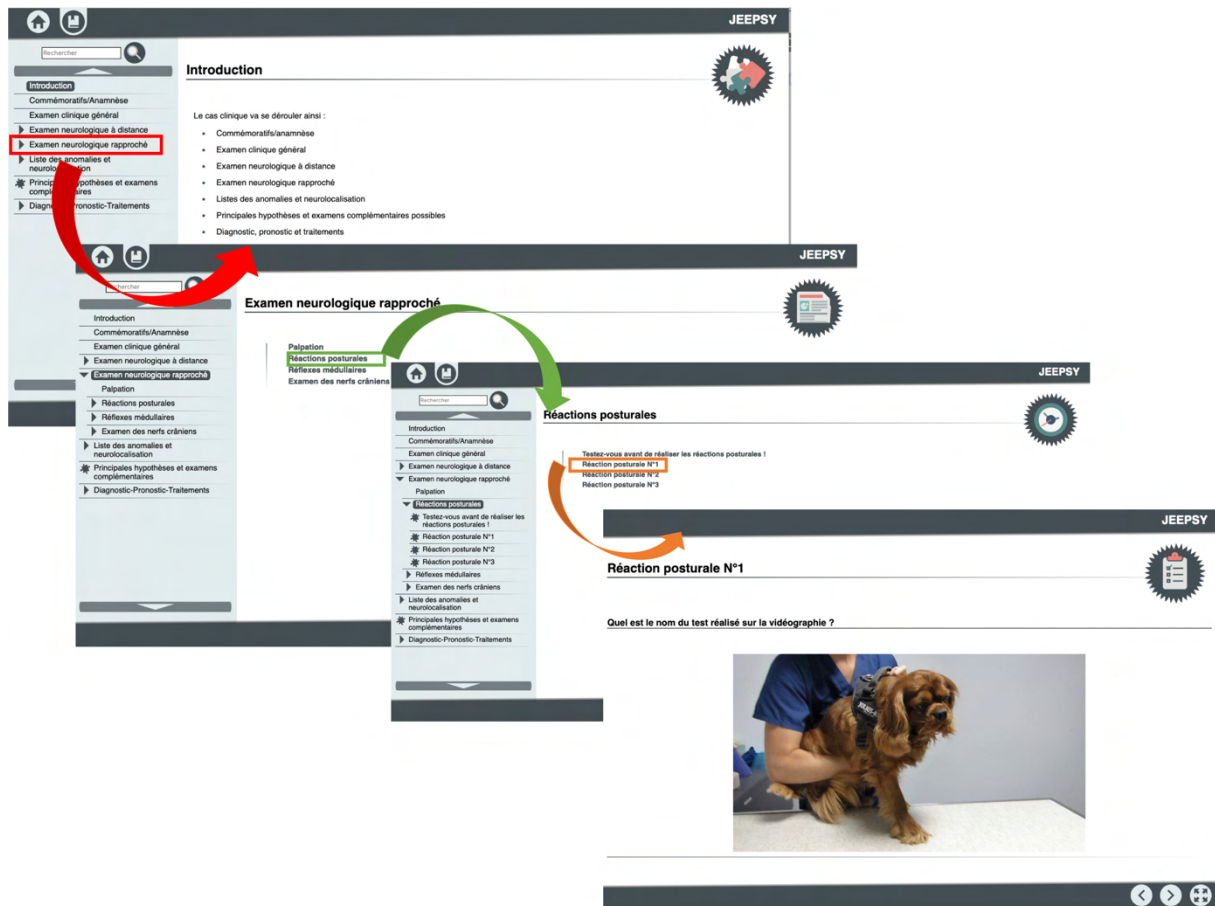 JEEPSY
Rechercher
Introduction
Commémoratifs/Anamnèse
Examen clinique général
Examen neurologique à distance
Examen neurologique rapproché
Liste des anomalies et
neurolocalisation
Principales hypothèses et examens
complémentaires
Diagnostic-Pronostic-Traitements
Introduction
Le cas clinique va se dérouler ainsi :
• Commémoratifs/anamnèse
• Examen clinique général
• Examen neurologique à distance
• Examen neurologique rapproché
• Listes des anomalies et neurolocalisation
• Principales hypothèses et examens complémentaires possibles
• Diagnostic, pronostic et traitements
JEEPSY
Rechercher
Introduction
Commémoratifs/Anamnèse
Examen clinique général
Examen neurologique à distance
Examen neurologique rapproché
Palpation
Réactions posturales
Réflexes médullaires
Examen des nerfs crâniens
Liste des anomalies et
neurolocalisation
Principales hypothèses et examens
complémentaires
Diagnostic-Pronostic-Traitements
Examen neurologique rapproché
Palpation
Réactions posturales
Réflexes médullaires
Examen des nerfs crâniens
JEEPSY
Rechercher
Introduction
Commémoratifs/Anamnèse
Examen clinique général
Examen neurologique à distance
Examen neurologique rapproché
Palpation
Réactions posturales
Testez-vous avant de réaliser les
réactions posturales !
Réaction posturale N°1
Réaction posturale N°2
Réaction posturale N°3
Réflexes médullaires
Examen des nerfs crâniens
Liste des anomalies et
neurolocalisation
Principales hypothèses et examens
complémentaires
Diagnostic-Pronostic-Traitements
Réactions posturales
Testez-vous avant de réaliser les réactions posturales !
Réaction posturale N°1
Réaction posturale N°2
Réaction posturale N°3
JEEPSY
Réaction posturale N°1
Quel est le nom du test réalisé sur la vidéographie ?